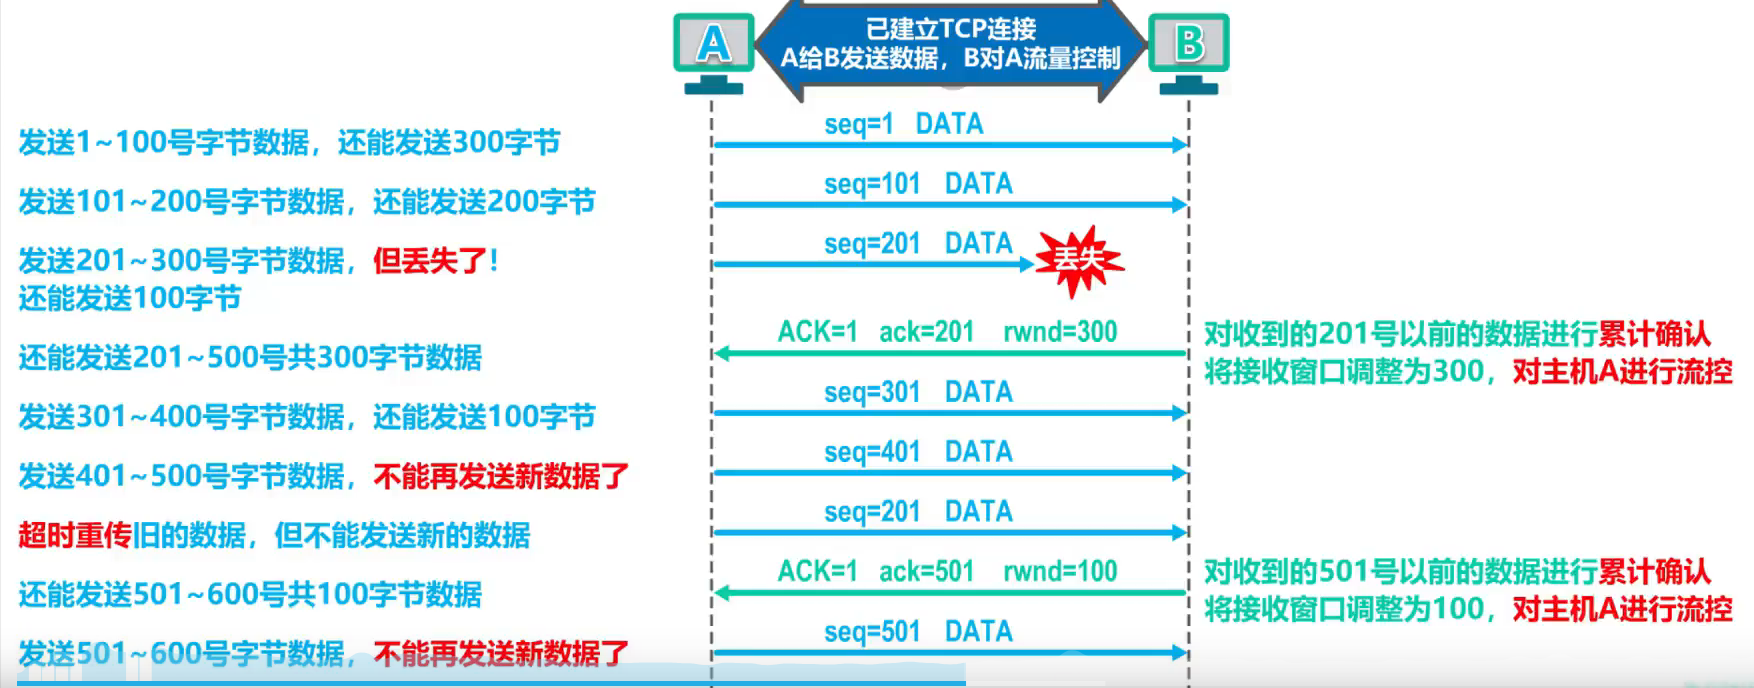 A
已建立TCP连接
A给B发送数据，B对A流量控制
B
seq=1 DATA
发送1~100号字节数据，还能发送300字节
seq=101 DATA
发送101~200号字节数据，还能发送200字节
seq=201 DATA
发送201~300号字节数据，但丢失了！
丢失
还能发送100字节
ACK=1 ack=201 rwnd=300
对收到的201号以前的数据进行累计确认
还能发送201~500号共300字节数据
将接收窗口调整为300，对主机A进行流控
seq=301 DATA
发送301~400号字节数据，还能发送100字节
seq=401 DATA
发送401~500号字节数据，不能再发送新数据了
seq=201 DATA
超时重传旧的数据，但不能发送新的数据
ACK=1 ack=501 rwnd=100
对收到的501号以前的数据进行累计确认
还能发送501~600号共100字节数据
将接收窗口调整为100，对主机A进行流控
seq=501 DATA
发送501~600号字节数据，不能再发送新数据了